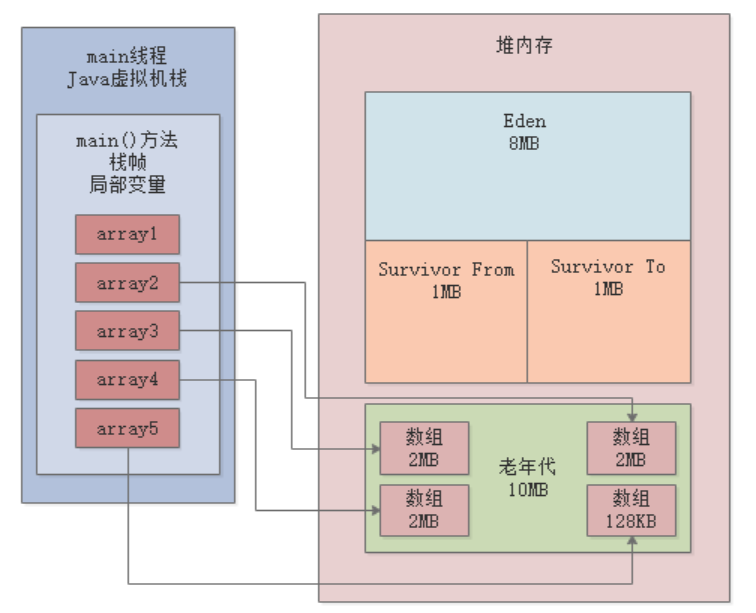 main线程
Java虚拟机栈
main()方法
栈帧
局部变量
array1
array2
array3
array4
array5
堆内存
Eden
8MB
Survivor From
1MB
Survivor To
1MB
数组
2MB
数组
2MB
老年代
10MB
数组
2MB
数组
128KB